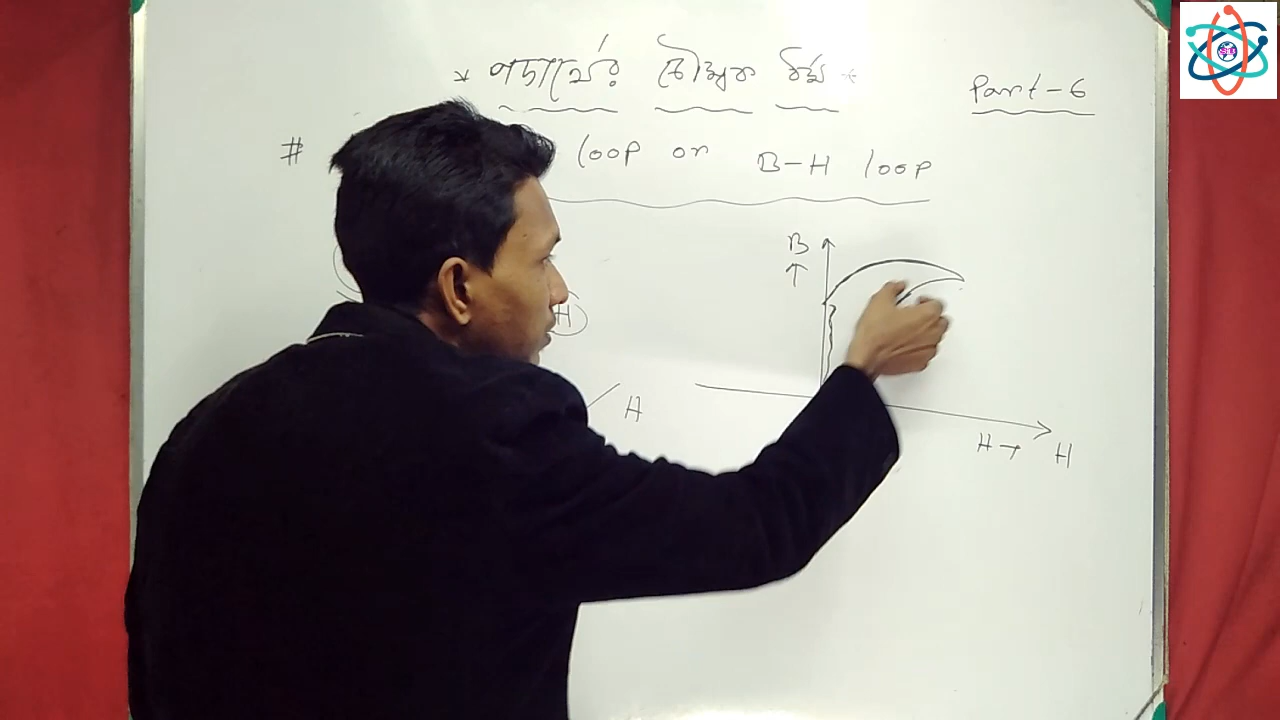 * পদার্থের চৌম্বক ধর্ম *
Part-6
# loop or B-H loop
B
↑
H
H
H→ H